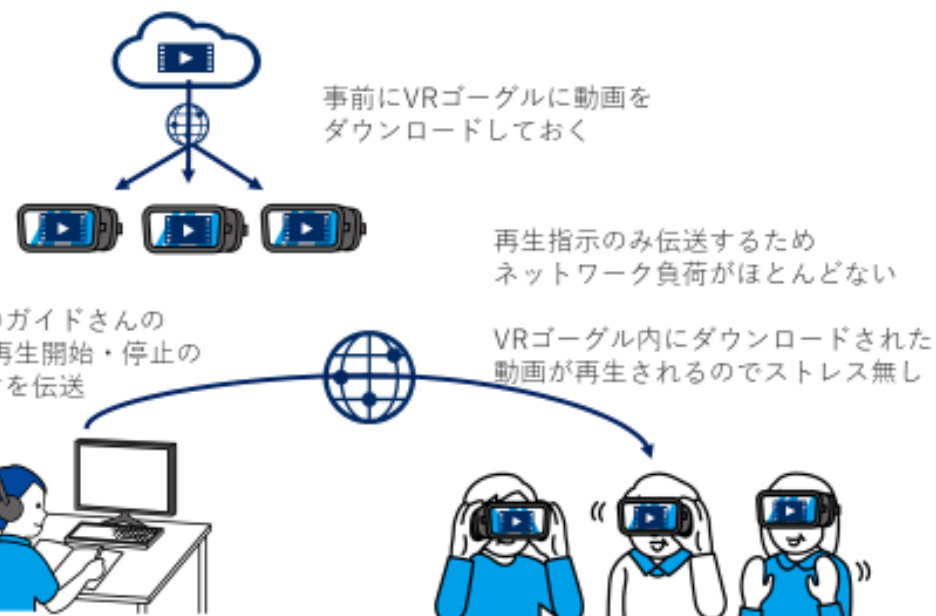 事前にVRゴーグルに動画を
ダウンロードしておく
再生指示のみ伝送するため
ネットワーク負荷がほとんどない
ガイドさんの
再生開始・停止の
を伝送
VRゴーグル内にダウンロードされた
動画が再生されるのでストレス無し